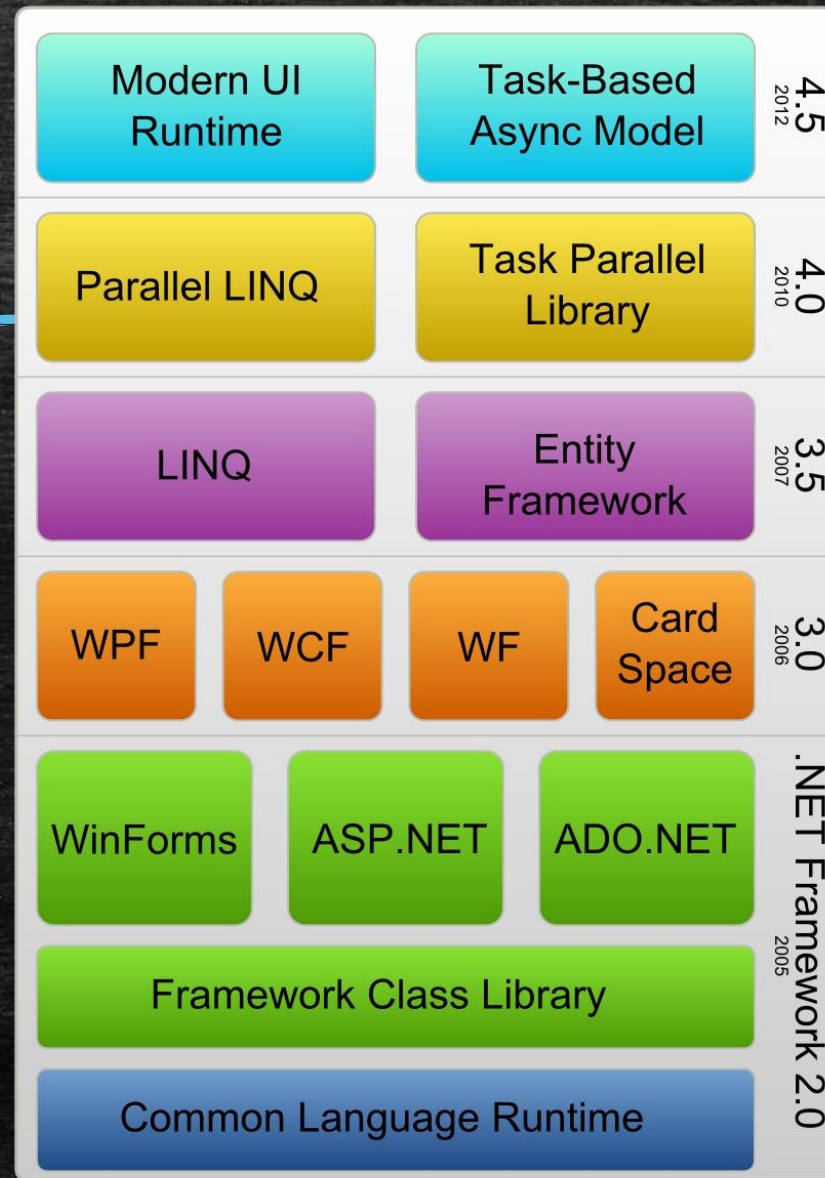 Modern UI
Runtime
Task-Based
Async Model
4.5
2012
Parallel LINQ
Task Parallel
Library
4.0
2010
LINQ
Entity
Framework
3.5
2007
WPF
WCF
WF
Card
Space
3.0
2006
WinForms
ASP.NET
ADO.NET
Framework Class Library
Common Language Runtime
.NET Framework 2.0
2005